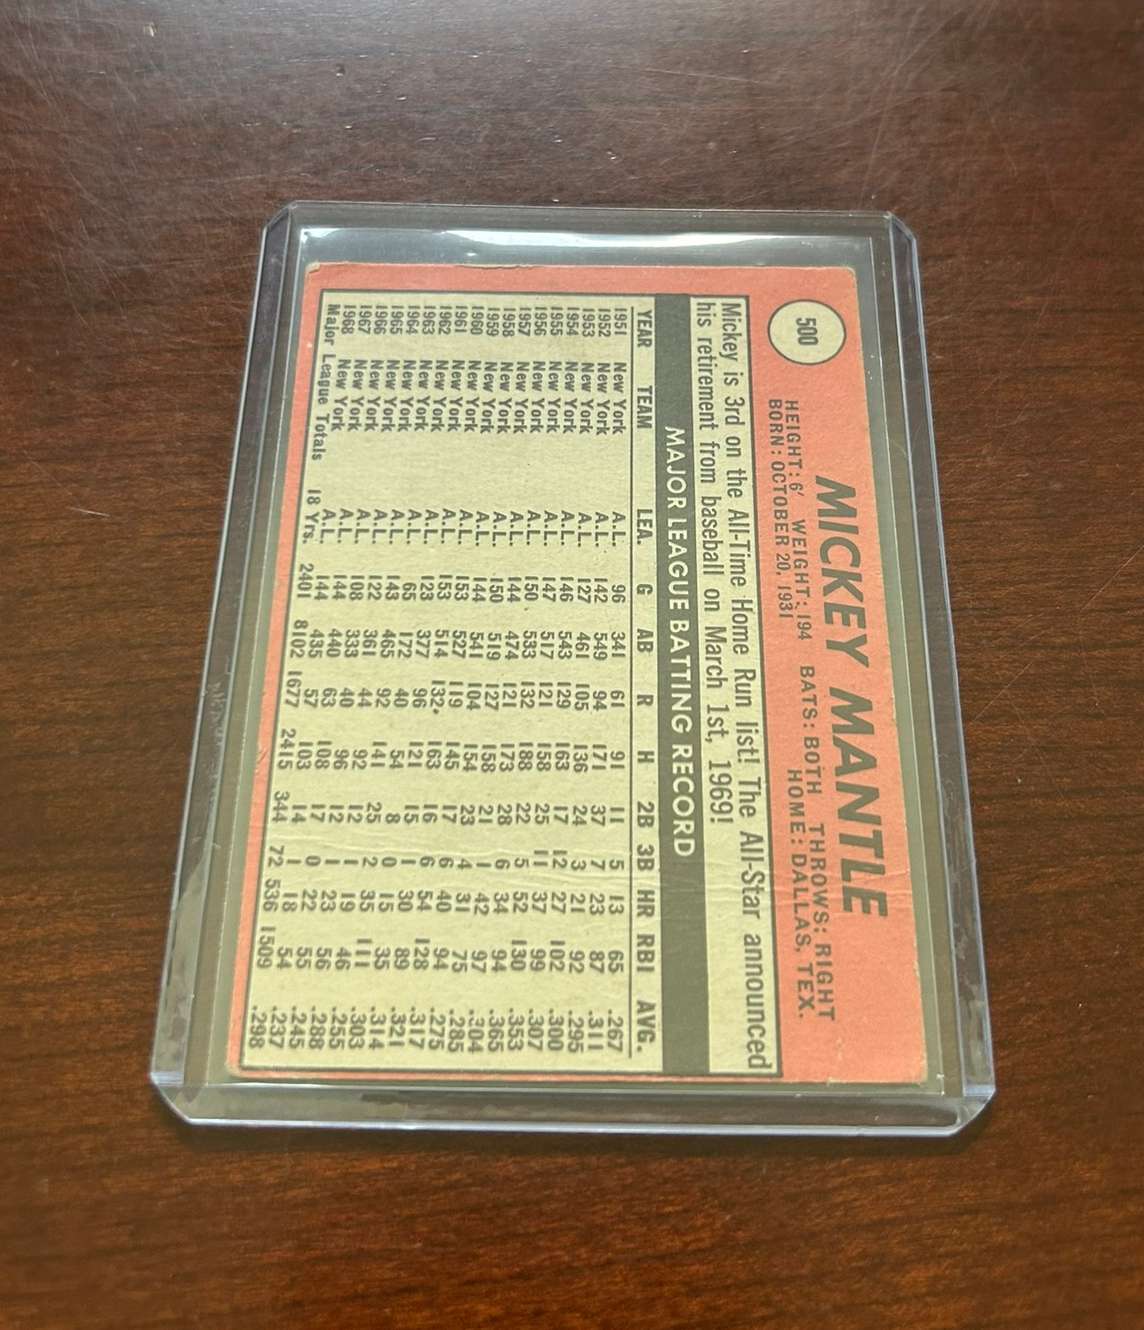 500
MICKEY MANTLE
HEIGHT: 6' WEIGHT: 194 BATS: BOTH THROWS: RIGHT
BORN: OCTOBER 20, 1931 HOME: DALLAS, TEX.
Mickey is 3rd on the All-Time Home Run list! The All-Star announced
his retirement from baseball on March 1st, 1969!
MAJOR LEAGUE BATTING RECORD
YEAR TEAM LEA. G AB R H 2B 3B HR RBI AVG.
1951 New York A.L. 96 341 61 91 11 5 13 65 .267
1952 New York A.L. 142 549 94 171 37 7 23 87 .311
1953 New York A.L. 127 461 105 136 24 3 21 92 .295
1954 New York A.L. 146 543 129 163 17 12 27 102 .300
1955 New York A.L. 147 517 121 158 25 11 37 99 .307
1956 New York A.L. 150 533 132 188 22 5 52 130 .353
1957 New York A.L. 144 474 121 173 28 6 34 94 .365
1958 New York A.L. 150 519 127 158 21 1 42 97 .304
1959 New York A.L. 144 541 104 154 23 4 31 75 .285
1960 New York A.L. 153 527 119 145 17 6 40 94 .275
1961 New York A.L. 153 514 132• 163 16 6 54 128 .317
1962 New York A.L. 123 377 96 121 15 1 30 89 .321
1963 New York A.L. 65 172 40 54 8 0 15 35 .314
1964 New York A.L. 143 465 92 141 25 2 35 111 .303
1965 New York A.L. 122 361 44 92 12 1 19 46 .255
1966 New York A.L. 108 333 40 96 12 1 23 56 .288
1967 New York A.L. 144 440 63 108 17 0 22 55 .245
1968 New York A.L. 144 435 57 103 14 1 18 54 .237
Major League Totals 18 Yrs. 2401 8102 1677 2415 344 72 536 1509 .298